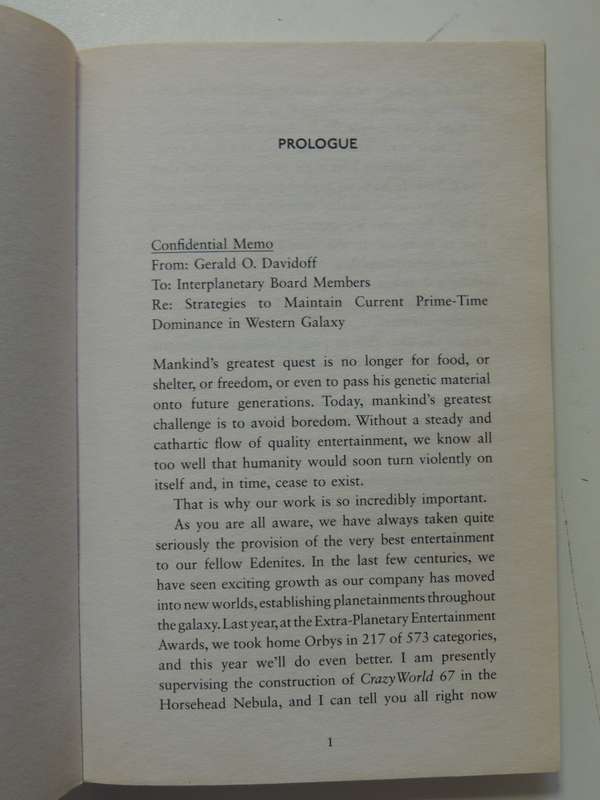 PROLOGUE
Confidential Memo
From: Gerald O. Davidoff
To: Interplanetary Board Members
Re: Strategies to Maintain Current Prime-Time
Dominance in Western Galaxy
Mankind's greatest quest is no longer for food, or
shelter, or freedom, or even to pass his genetic material
onto future generations. Today, mankind's greatest
challenge is to avoid boredom. Without a steady and
cathartic flow of quality entertainment, we know all
too well that humanity would soon turn violently on
itself and, in time, cease to exist.
That is why our work is so incredibly important.
As you are all aware, we have always taken quite
seriously the provision of the very best entertainment
to our fellow Edenites. In the last few centuries, we
have seen exciting growth as our company has moved
into new worlds, establishing planetainments throughout
the galaxy. Last year, at the Extra-Planetary Entertainment
Awards, we took home Orbys in 217 of 573 categories,
and this year we'll do even better. I am presently
supervising the construction of CrazyWorld 67 in the
Horsehead Nebula, and I can tell you all right now
1